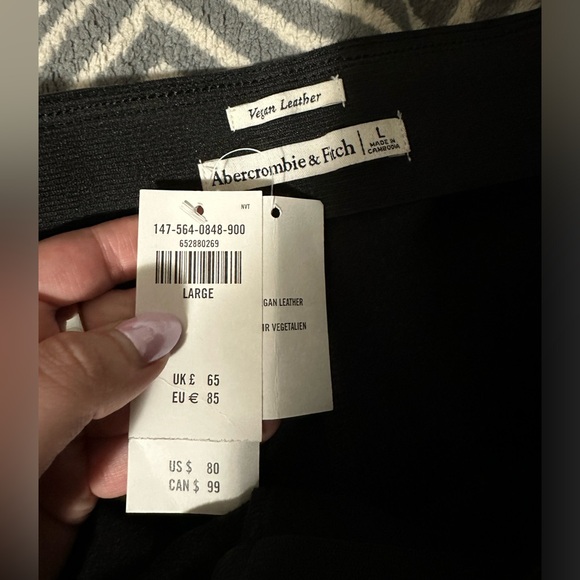 Vegan Leather
Abercrombie & Fitch
L
MADE IN
CAMBODIA
NVT
147-564-0848-900
652880269
LARGE
UK £ 65
EU € 85
US $ 80
CAN $ 99
GAN LEATHER
IR VEGETALIEN